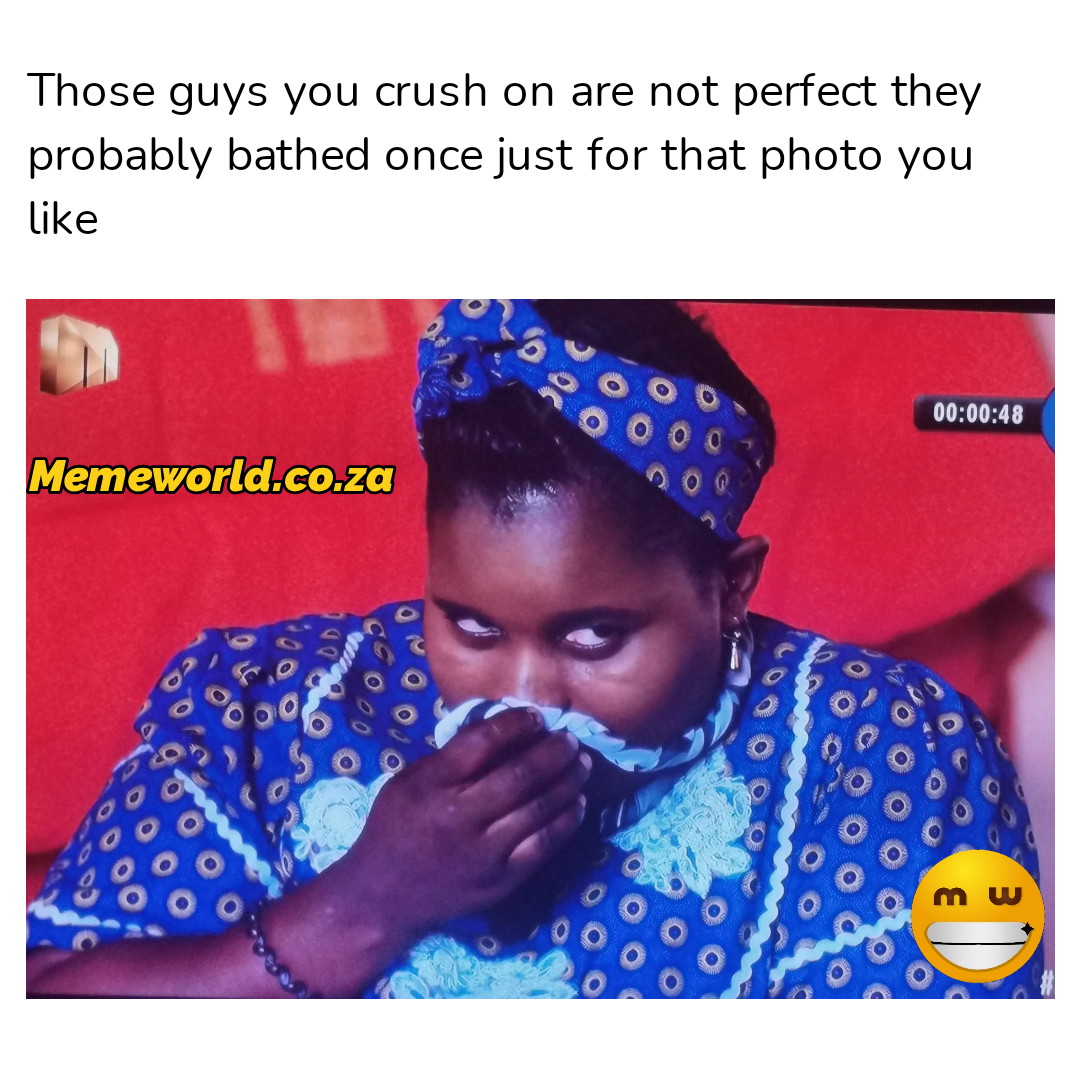 Those guys you crush on are not perfect they
probably bathed once just for that photo you
like
m
00:00:48
Memeworld.co.za
m w
#